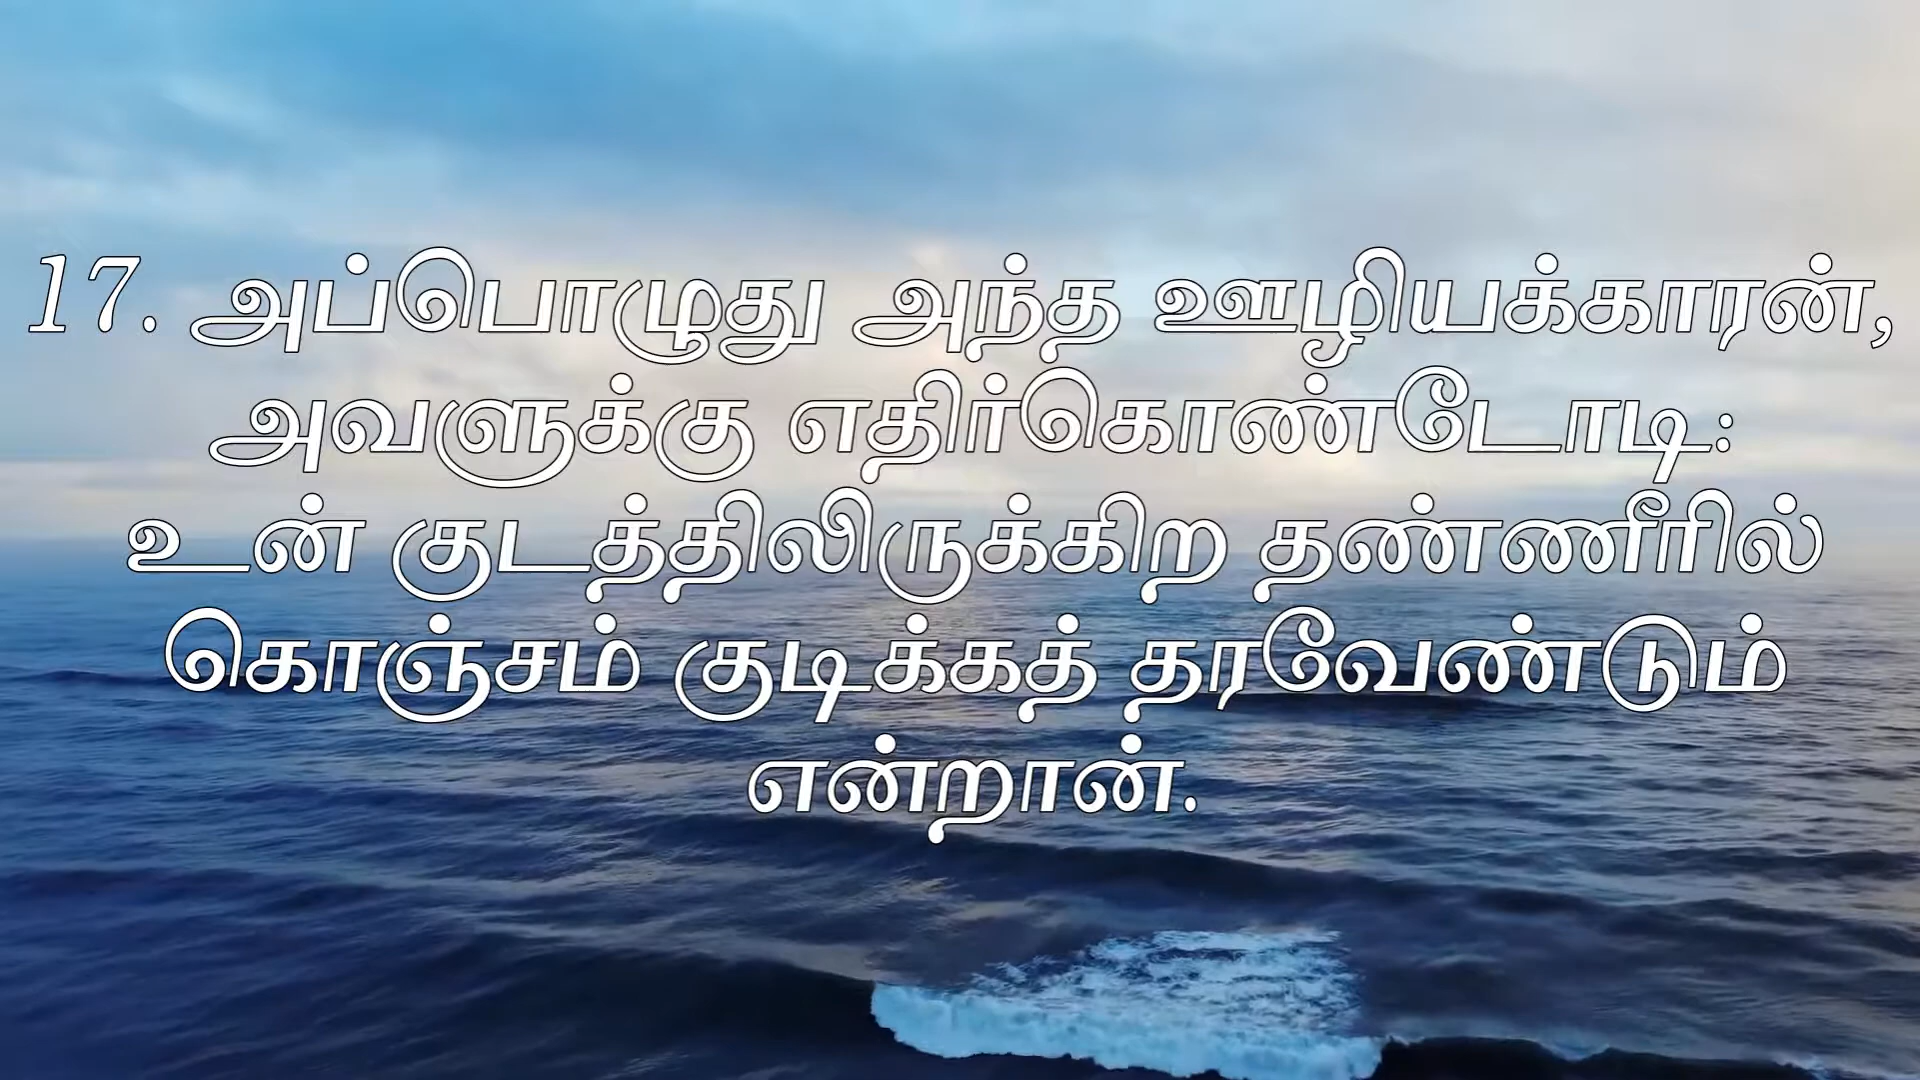 17. அப்பொழுது அந்த ஊழியக்காரன்,
அவளுக்கு எதிர்கொண்டோடி:
உன் குடத்திலிருக்கிற தண்ணீரில்
கொஞ்சம் குடிக்கத் தரவேண்டும்
என்றான்.